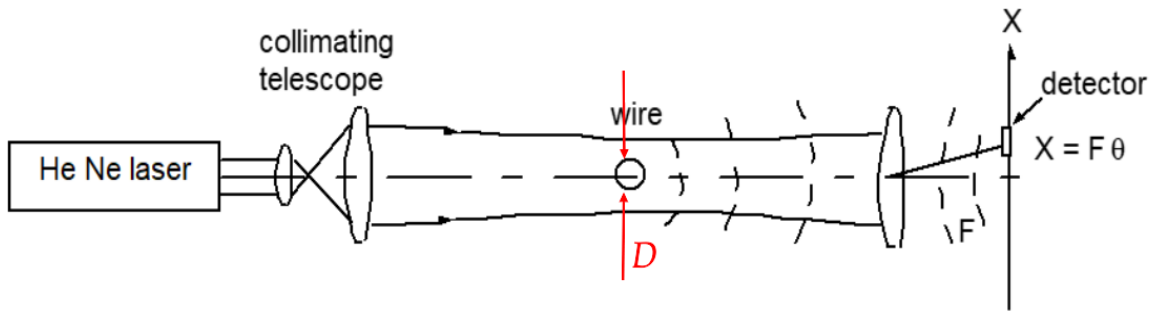 collimating
telescope
X
detector
wire
He Ne laser
X = F θ
F
D